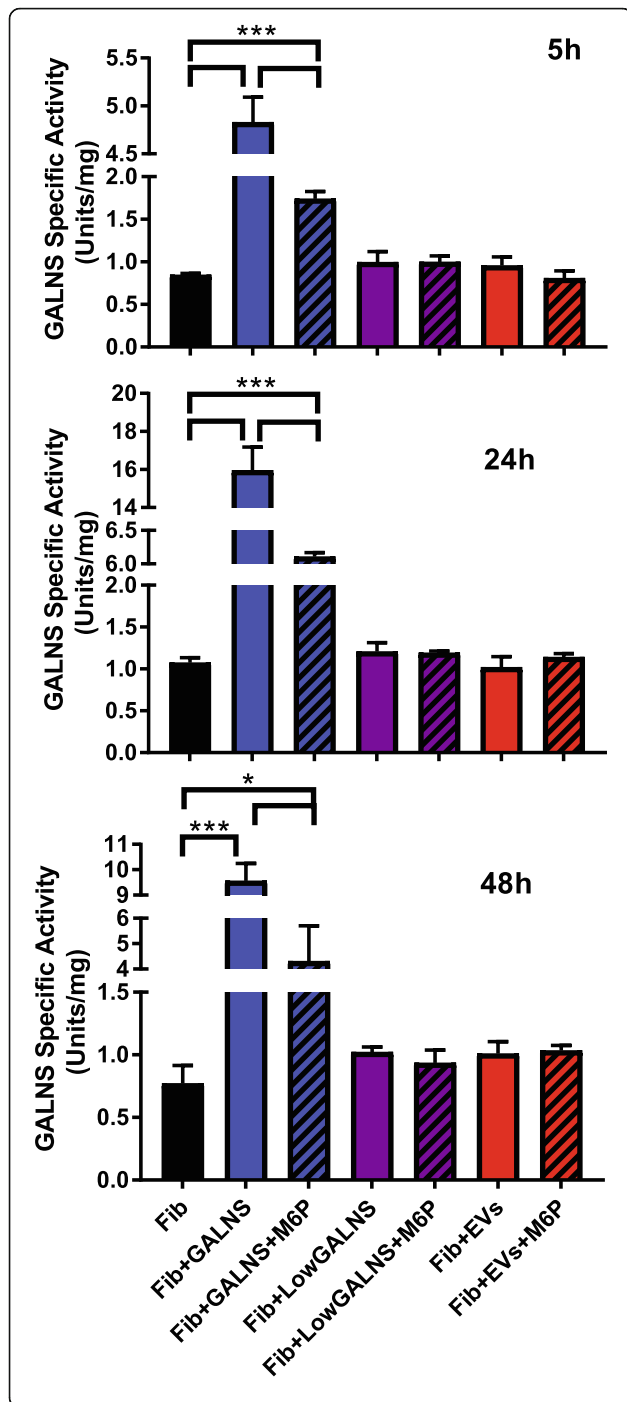 ***
5h
5.5
5.0
4.5
2.0
1.5
1.0
0.5
0.0
GALNS Specific Activity
(Units/mg)
***
24h
20
18
16
14
6.5
6.0
2.0
1.5
1.0
0.5
0.0
GALNS Specific Activity
(Units/mg)
*
***
48h
11
10
9
6
5
4
1.5
1.0
0.5
0.0
GALNS Specific Activity
(Units/mg)
Fib
Fib+GALNS
Fib+GALNS+M6P
Fib+LowGALNS
Fib+LowGALNS+M6P
Fib+EVs
Fib+EVs+M6P